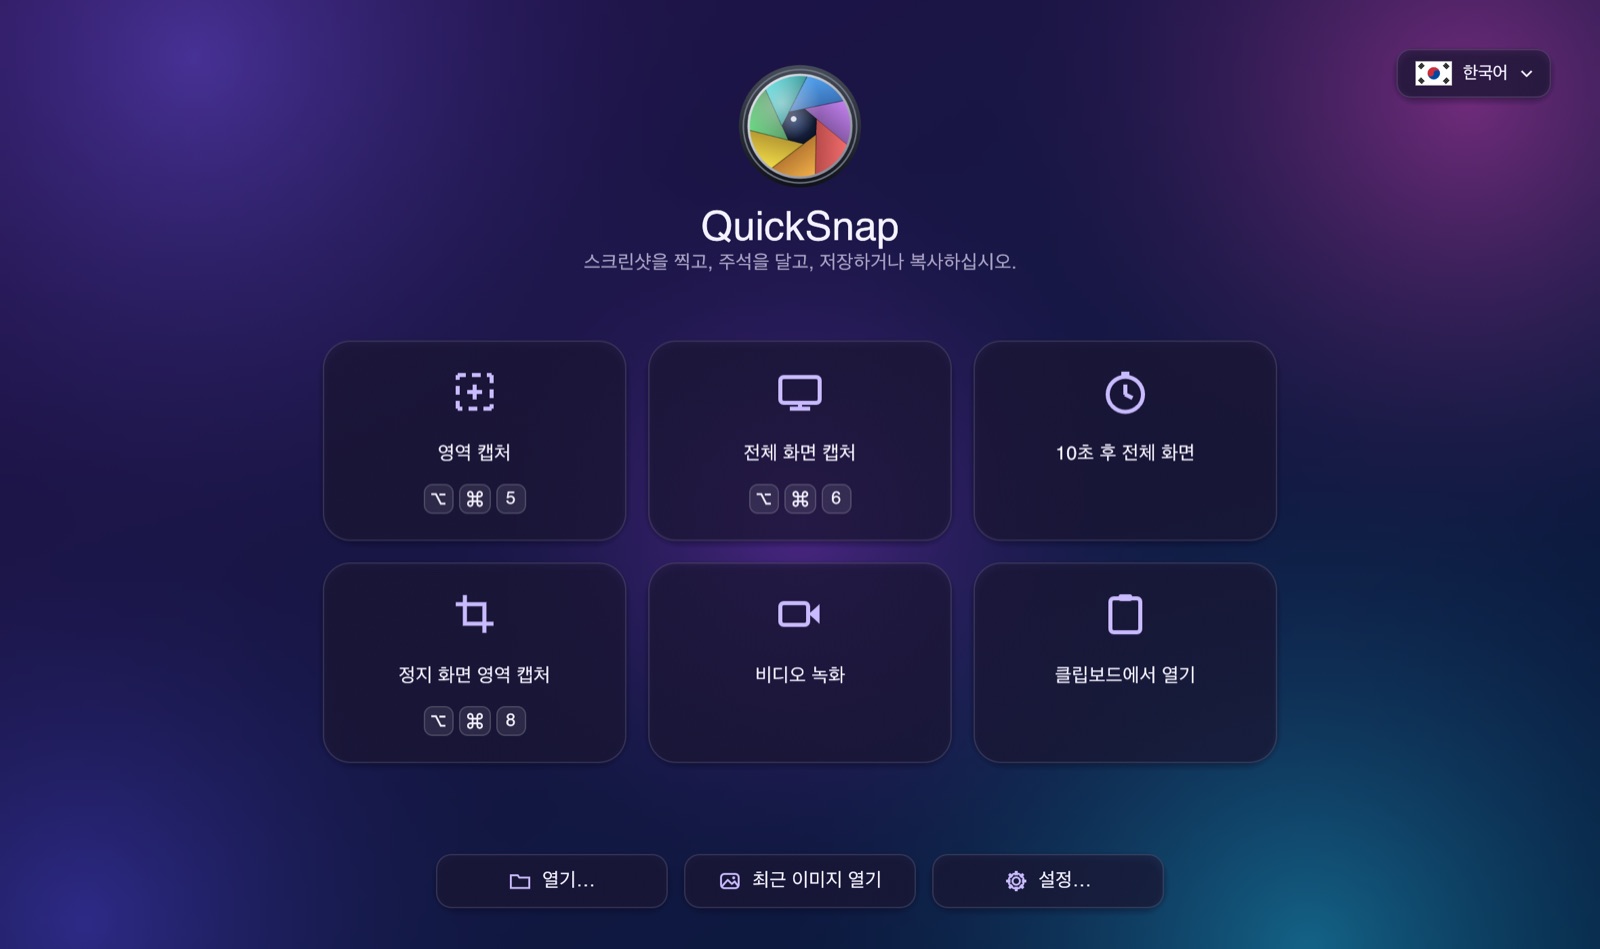 한국어
QuickSnap
스크린샷을 찍고, 주석을 달고, 저장하거나 복사하십시오.
영역 캡처
⌥ ⌘ 5
전체 화면 캡처
⌥ ⌘ 6
10초 후 전체 화면
정지 화면 영역 캡처
⌥ ⌘ 8
비디오 녹화
클립보드에서 열기
열기...
최근 이미지 열기
설정...